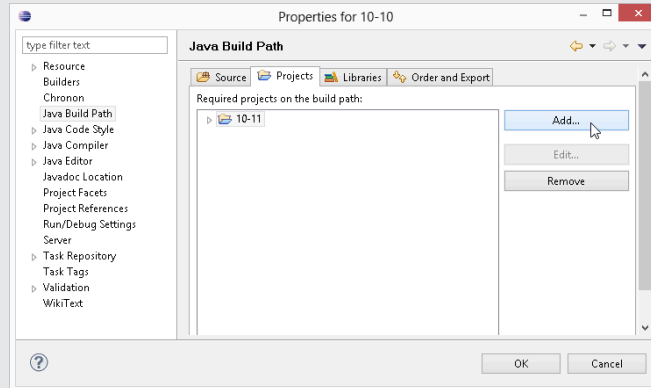 Properties for 10-10
type filter text
Resource
Builders
Chronon
Java Build Path
Java Code Style
Java Compiler
Java Editor
Javadoc Location
Project Facets
Project References
Run/Debug Settings
Server
Task Repository
Task Tags
Validation
WikiText
Java Build Path
Source Projects Libraries Order and Export
Required projects on the build path:
10-11
Add...
Edit...
Remove
OK Cancel